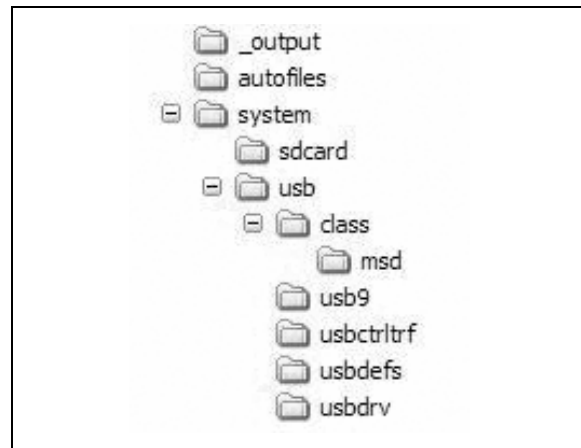 _output
autofiles
system
sdcard
usb
class
msd
usb9
usbctrltrf
usbdefs
usbdrv